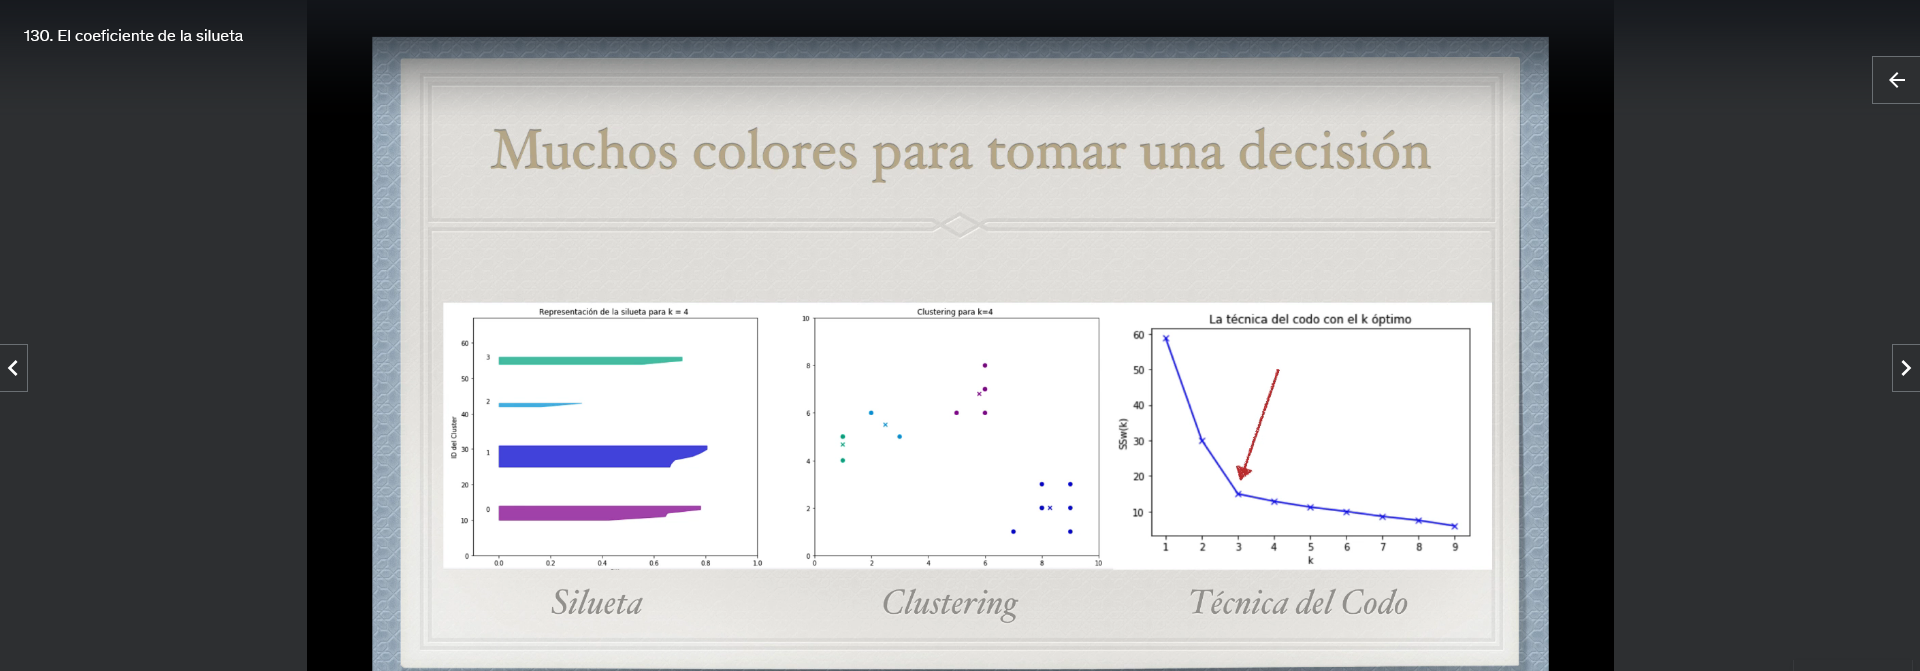 130. El coeficiente de la silueta
Muchos colores para tomar una decisión
Representación de la silueta para k = 4
ID del Cluster
60
50
40
30
20
10
0
3
2
1
0
0.0 0.2 0.4 0.6 0.8 1.0
Clustering para k=4
10
8
6
4
2
0
0 2 4 6 8 10
La técnica del codo con el k óptimo
SSw(k)
60
50
40
30
20
10
1 2 3 4 5 6 7 8 9
k
Silueta
Clustering
Técnica del Codo